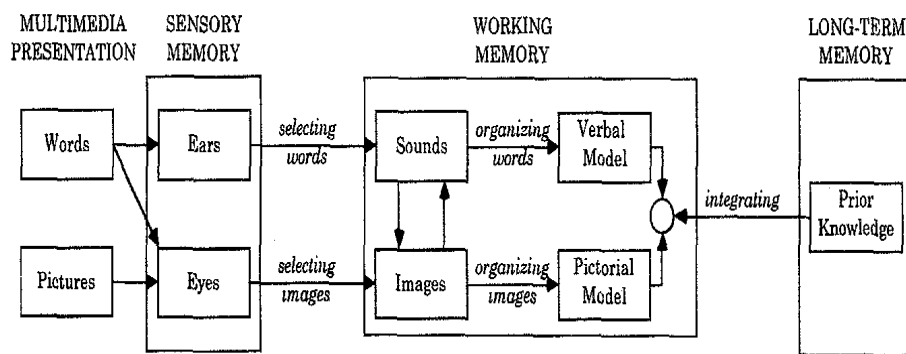 MULTIMEDIA
PRESENTATION
SENSORY
MEMORY
WORKING
MEMORY
LONG-TERM
MEMORY
Words
Ears
selecting
words
Sounds
organizing
words
Verbal
Model
integrating
Prior
Knowledge
Pictures
Eyes
selecting
images
Images
organizing
images
Pictorial
Model